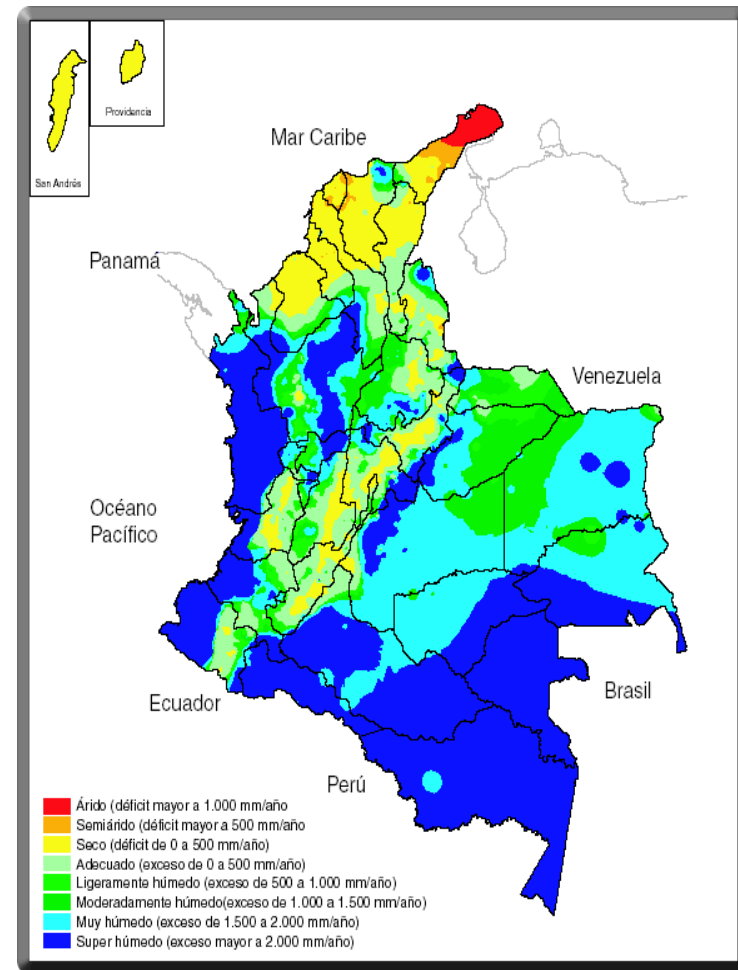 Providencia
San Andrés
Mar Caribe
Panamá
Venezuela
Océano
Pacífico
Ecuador
Brasil
Perú
Árido (déficit mayor a 1.000 mm/año
Semiárido (déficit mayor a 500 mm/año
Seco (déficit de 0 a 500 mm/año)
Adecuado (exceso de 0 a 500 mm/año)
Ligeramente húmedo (exceso de 500 a 1.000 mm/año)
Moderadamente húmedo(exceso de 1.000 a 1.500 mm/año)
Muy húmedo (exceso de 1.500 a 2.000 mm/año)
Super húmedo (exceso mayor a 2.000 mm/año)